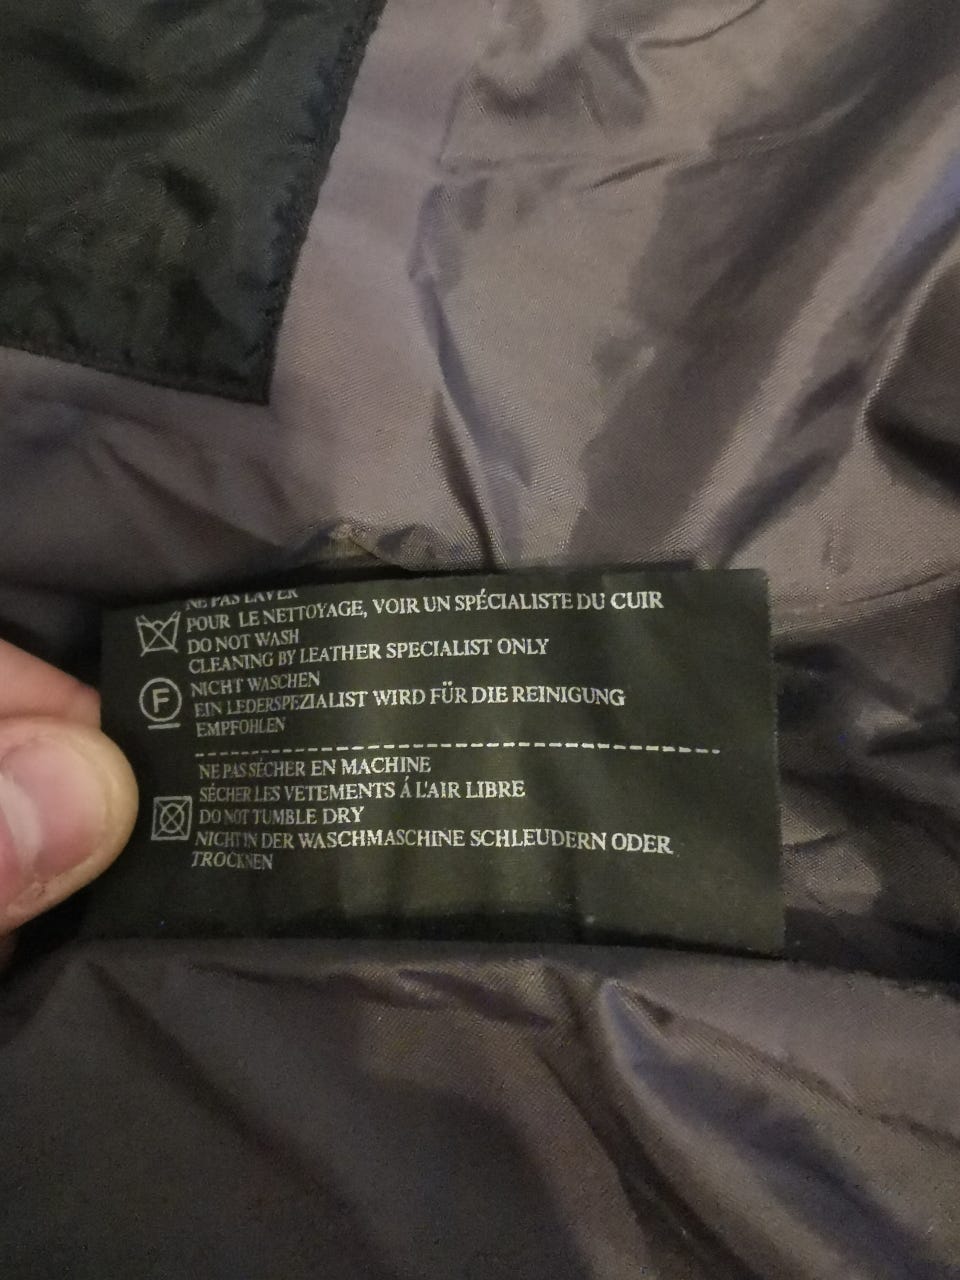 NE PAS LAVER
POUR LE NETTOYAGE, VOIR UN SPÉCIALISTE DU CUIR
DO NOT WASH
CLEANING BY LEATHER SPECIALIST ONLY
F
NICHT WASCHEN
EIN LEDERSPEZIALIST WIRD FÜR DIE REINIGUNG
EMPFOHLEN
NE PAS SÉCHER EN MACHINE
SÉCHER LES VETEMENTS Á L'AIR LIBRE
DO NOT TUMBLE DRY
NICHT IN DER WASCHMASCHINE SCHLEUDERN ODER
TROCKNEN